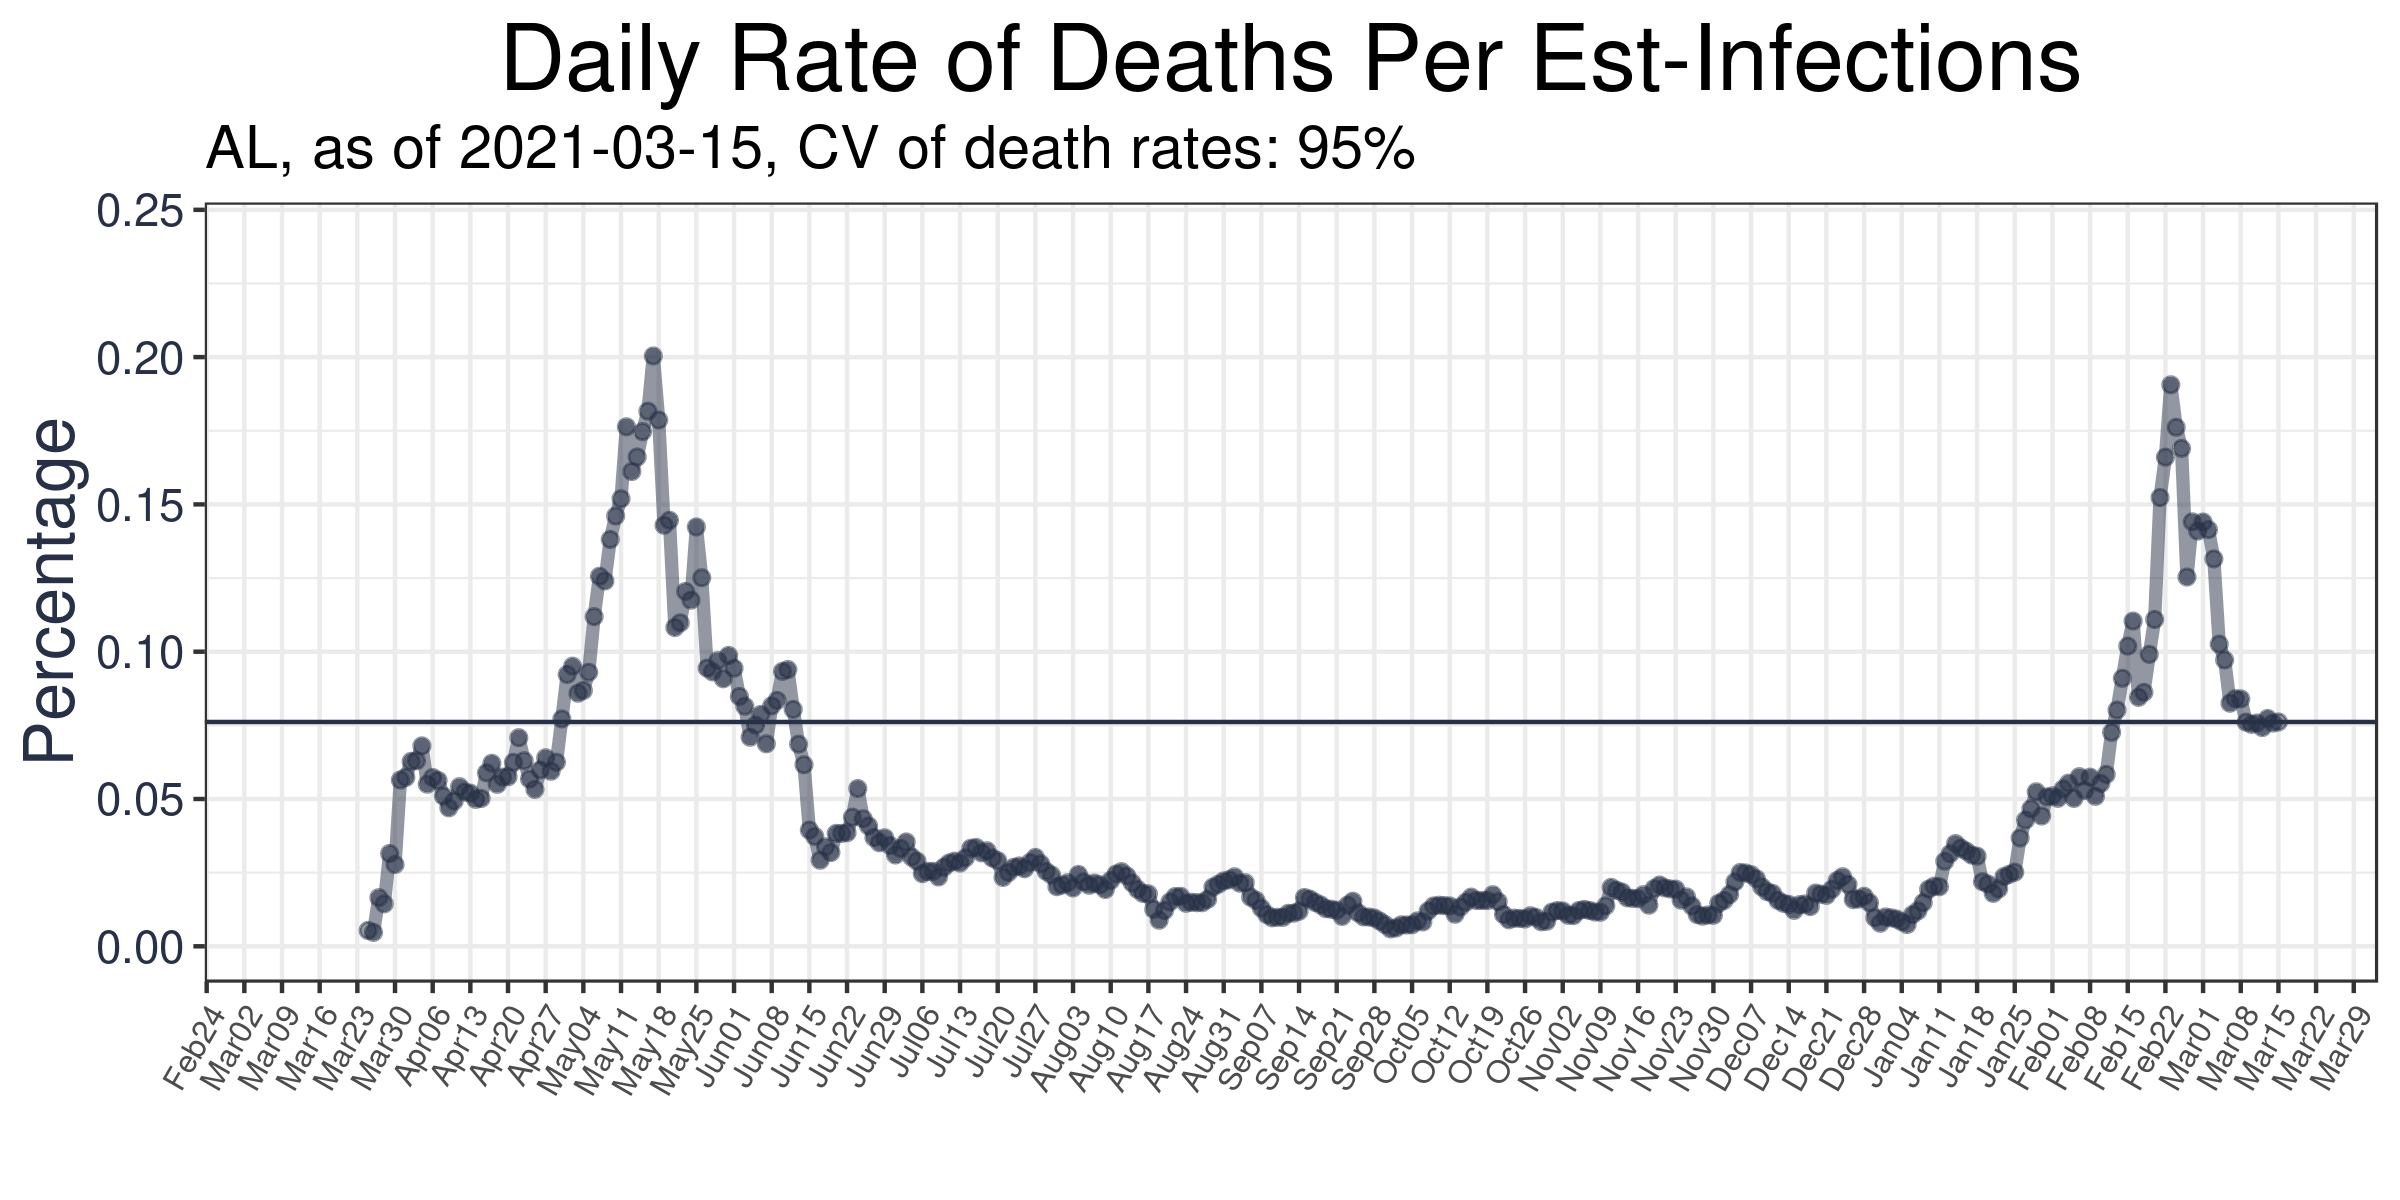 Daily Rate of Deaths Per Est-Infections
AL, as of 2021-03-15, CV of death rates: 95%
Percentage
0.25
0.20
0.15
0.10
0.05
0.00
Feb24
Mar02
Mar09
Mar16
Mar23
Mar30
Apr06
Apr13
Apr20
Apr27
May04
May11
May18
May25
Jun01
Jun08
Jun15
Jun22
Jun29
Jul06
Jul13
Jul20
Jul27
Aug03
Aug10
Aug17
Aug24
Aug31
Sep07
Sep14
Sep21
Sep28
Oct05
Oct12
Oct19
Oct26
Nov02
Nov09
Nov16
Nov23
Nov30
Dec07
Dec14
Dec21
Dec28
Jan04
Jan11
Jan18
Jan25
Feb01
Feb08
Feb15
Feb22
Mar01
Mar08
Mar15
Mar22
Mar29